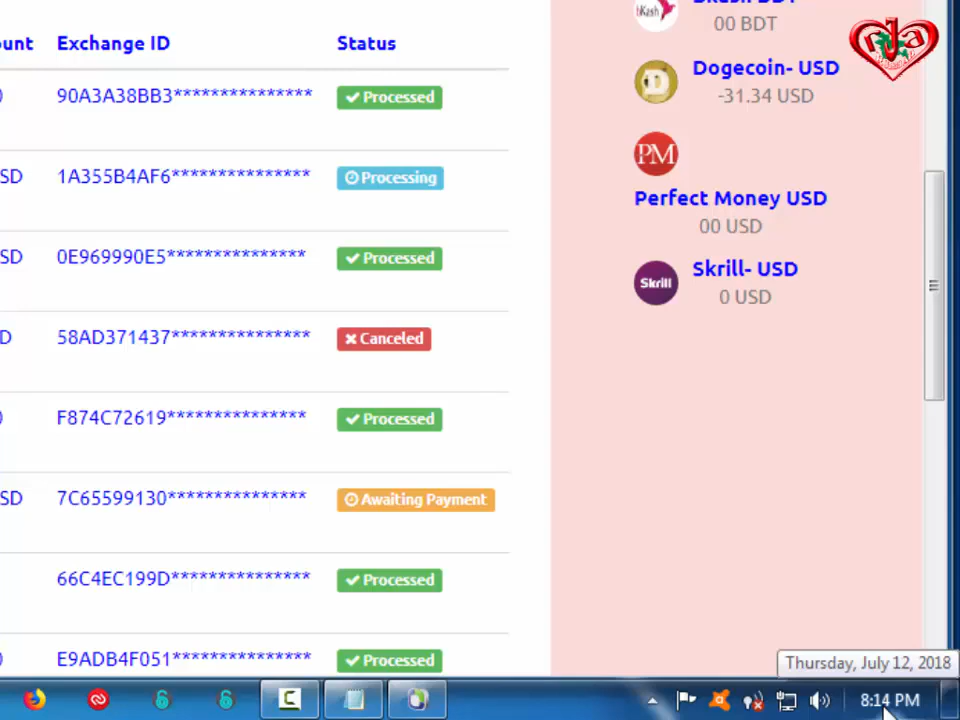 ount Exchange ID Status
90A3A38BB3*************** Processed
SD 1A355B4AF6*************** Processing
SD 0E969990E5*************** Processed
D 58AD371437*************** Canceled
F874C72619*************** Processed
SD 7C65599130*************** Awaiting Payment
66C4EC199D*************** Processed
E9ADB4F051*************** Processed
bKash
00 BDT
Dogecoin- USD
-31.34 USD
PM
Perfect Money USD
00 USD
Skrill
Skrill- USD
0 USD
rja
Thursday, July 12, 2018
8:14 PM